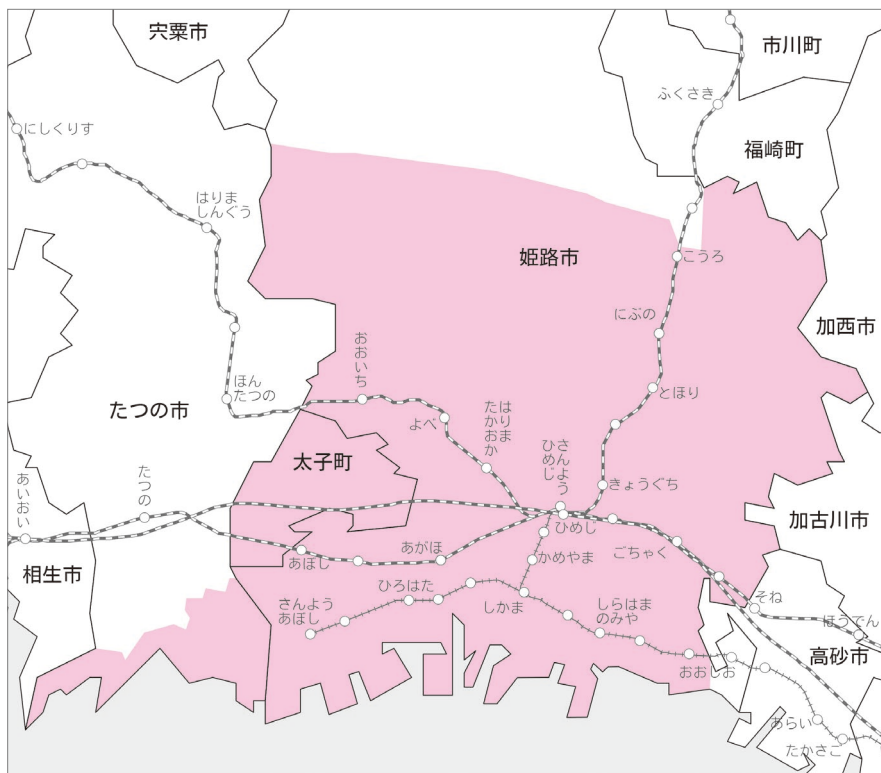 宍粟市
市川町
ふくさき
にしくりす
福崎町
はりま
しんぐう
姫路市
こうろ
にぶの
加西市
おおいち
ほん
たつの
とほり
たつの市
よべ
はりま
たかおか
太子町
さんよう
ひめじ
きょうぐち
あいおい
たつの
ひめし
加古川市
ごちゃく
あがほ
あぼし
かめやま
相生市
ひろはた
さんよう
あぼし
しかま
しらはま
のみや
そね
ほうでん
高砂市
おおしお
あらい
たかさご